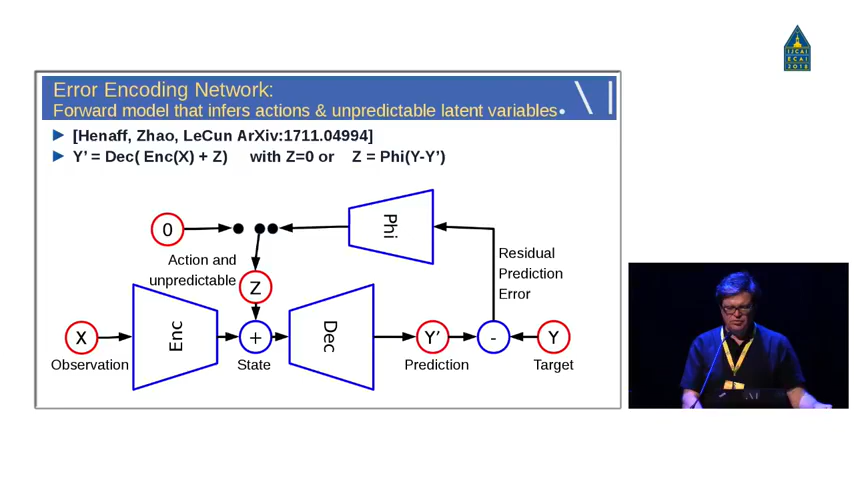 IJCAI
ECAI
2018
Error Encoding Network:
Forward model that infers actions & unpredictable latent variables
[Henaff, Zhao, LeCun ArXiv:1711.04994]
Y' = Dec( Enc(X) + Z) with Z=0 or Z = Phi(Y-Y')
0
Phi
Action and
unpredictable
Z
Residual
Prediction
Error
X
Enc
+
Dec
Y'
-
Y
Observation
State
Prediction
Target